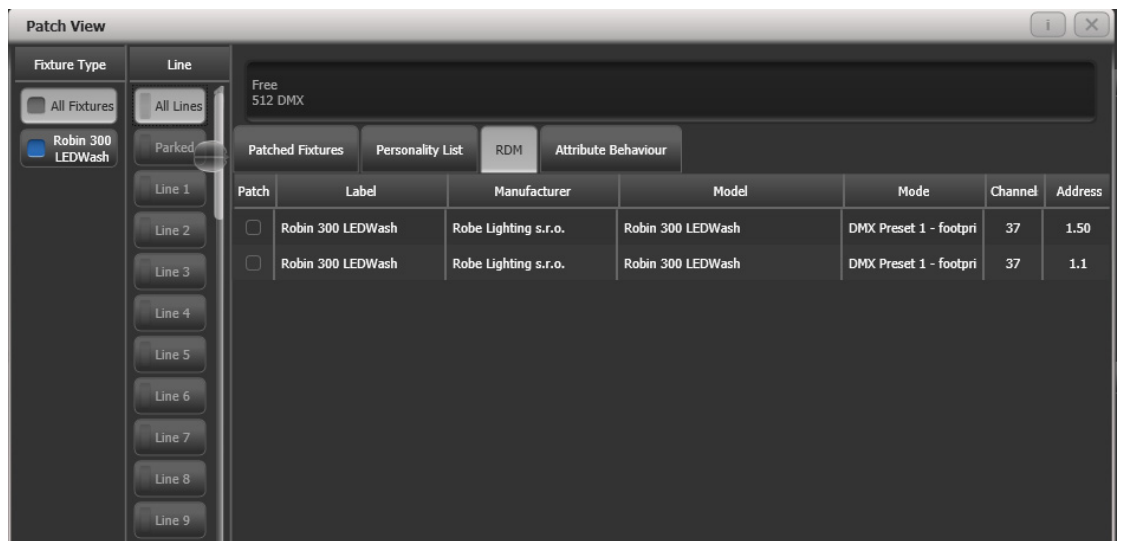 Patch View
i
Fixture Type
Line
Free
512 DMX
All Fixtures
All Lines
Robin 300
LEDWash
Parked
Patched Fixtures
Personality List
RDM
Attribute Behaviour
Line 1
Patch Label Manufacturer Model Mode Channel Address
Line 2
Robin 300 LEDWash Robe Lighting s.r.o. Robin 300 LEDWash DMX Preset 1 - footpri 37 1.50
Line 3
Robin 300 LEDWash Robe Lighting s.r.o. Robin 300 LEDWash DMX Preset 1 - footpri 37 1.1
Line 4
Line 5
Line 6
Line 7
Line 8
Line 9